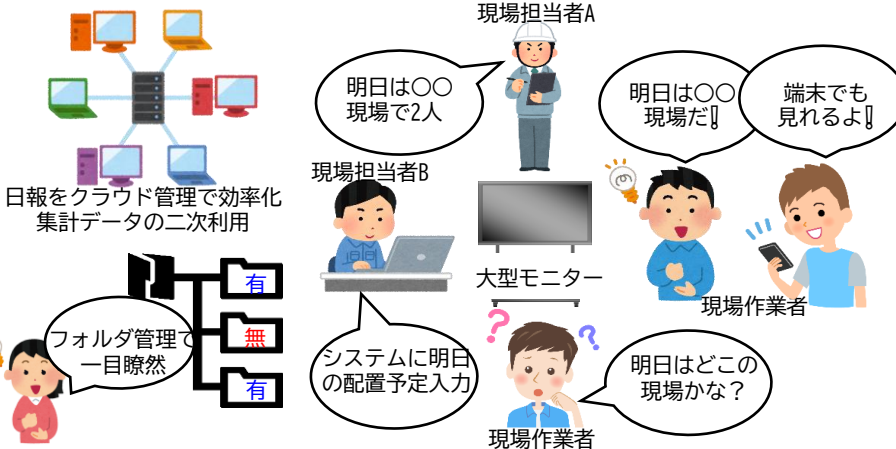 現場担当者A
明日は〇〇
現場で2人
明日は〇〇
現場だ!!
端末でも
見れるよ!!
現場担当者B
日報をクラウド管理で効率化
集計データの二次利用
大型モニター
現場作業者
有
フォルダ管理で
一目瞭然
無
有
システムに明日
の配置予定入力
?
?
明日はどこの
現場かな？
現場作業者